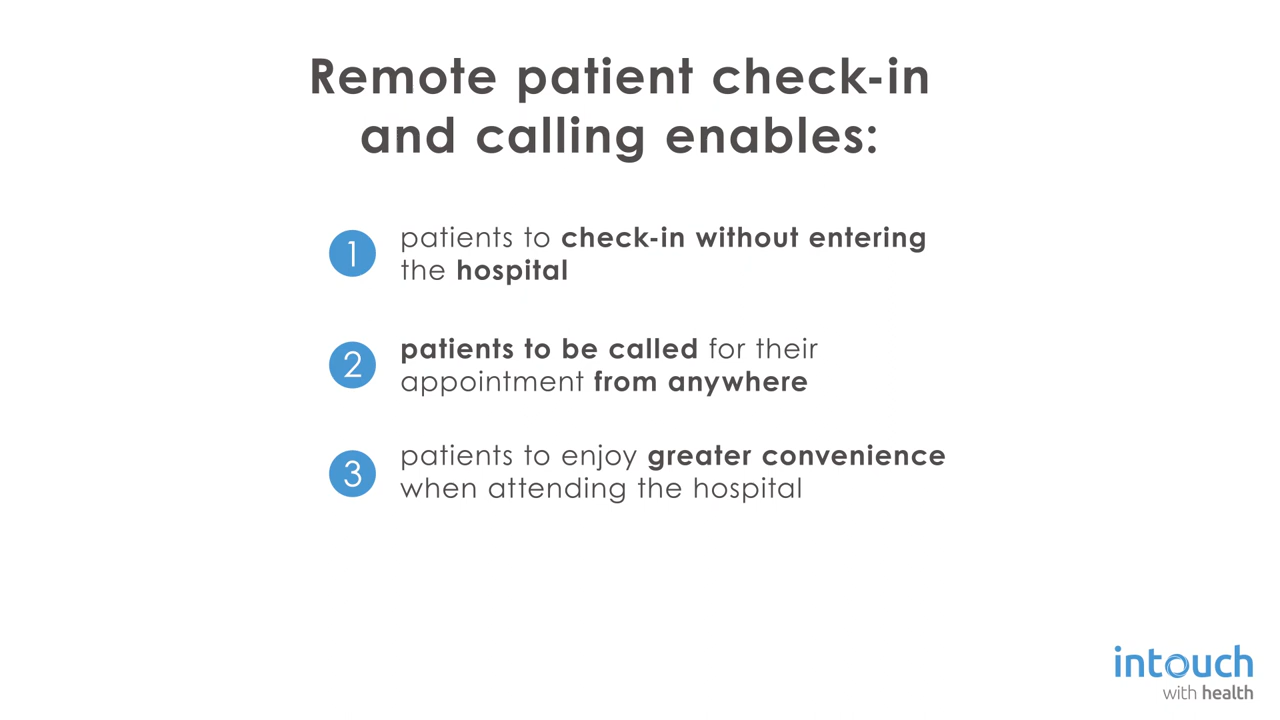 Remote patient check-in
and calling enables:
1
patients to check-in without entering
the hospital
2
patients to be called for their
appointment from anywhere
3
patients to enjoy greater convenience
when attending the hospital
intouch
with health